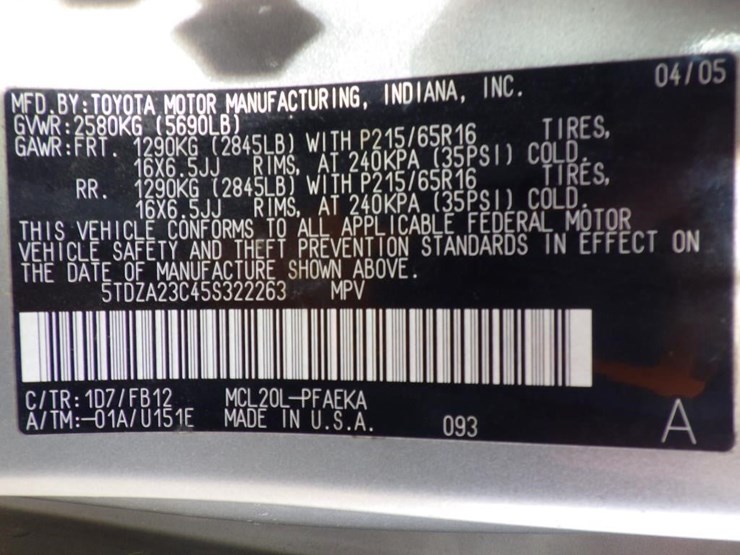 04/05
MFD.BY:TOYOTA MOTOR MANUFACTURING, INDIANA, INC.
GVWR:2580KG (5690LB)
GAWR:FRT. 1290KG (2845LB) WITH P215/65R16 TIRES,
16X6.5JJ RIMS, AT 240KPA (35PSI) COLD.
RR. 1290KG (2845LB) WITH P215/65R16 TIRES,
16X6.5JJ RIMS, AT 240KPA (35PSI) COLD.
THIS VEHICLE CONFORMS TO ALL APPLICABLE FEDERAL MOTOR
VEHICLE SAFETY AND THEFT PREVENTION STANDARDS IN EFFECT ON
THE DATE OF MANUFACTURE SHOWN ABOVE.
5TDZA23C45S322263 MPV
C/TR:1D7/FB12 MCL20L-PFAEKA
A/TM:-01A/U151E MADE IN U.S.A. 093 A